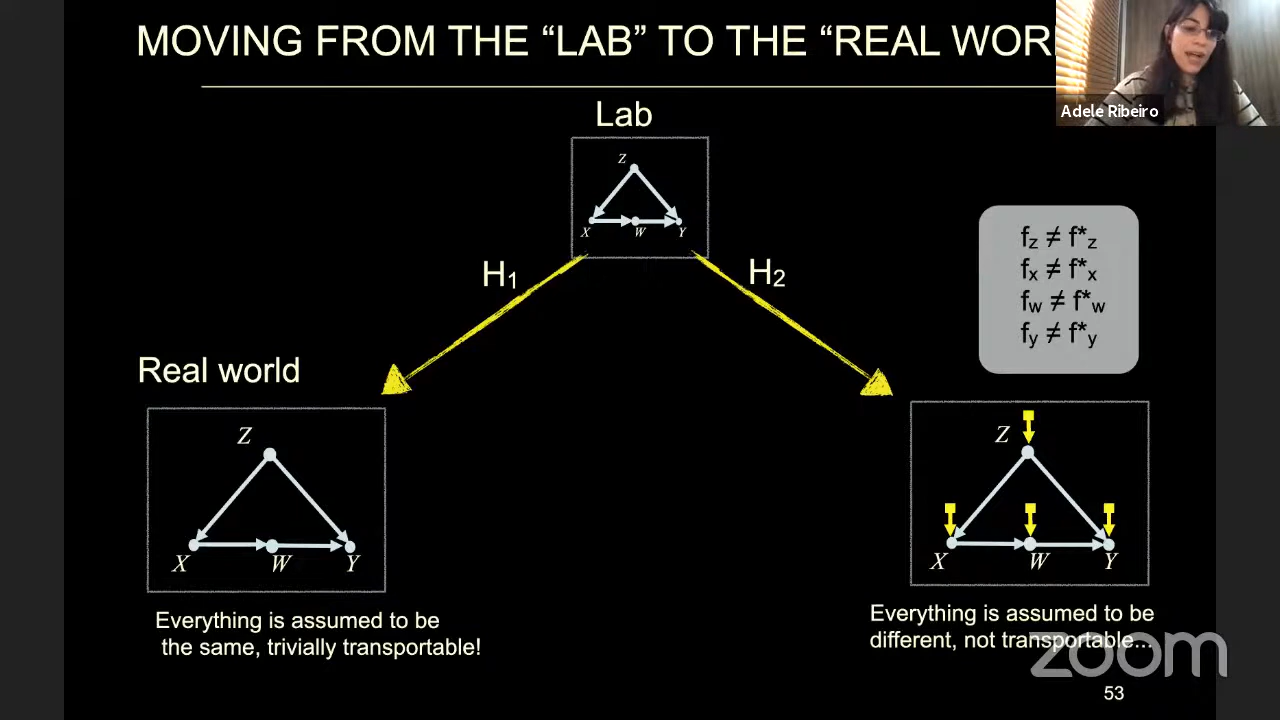 MOVING FROM THE “LAB” TO THE “REAL WOR
Adele Ribeiro
Lab
Z
X W Y
H1
H2
fz ≠ f*z
fx ≠ f*x
fw ≠ f*w
fy ≠ f*y
Real world
Z
X W Y
Z
X W Y
Everything is assumed to be
the same, trivially transportable!
Everything is assumed to be
different, not transportable...
zoom
53